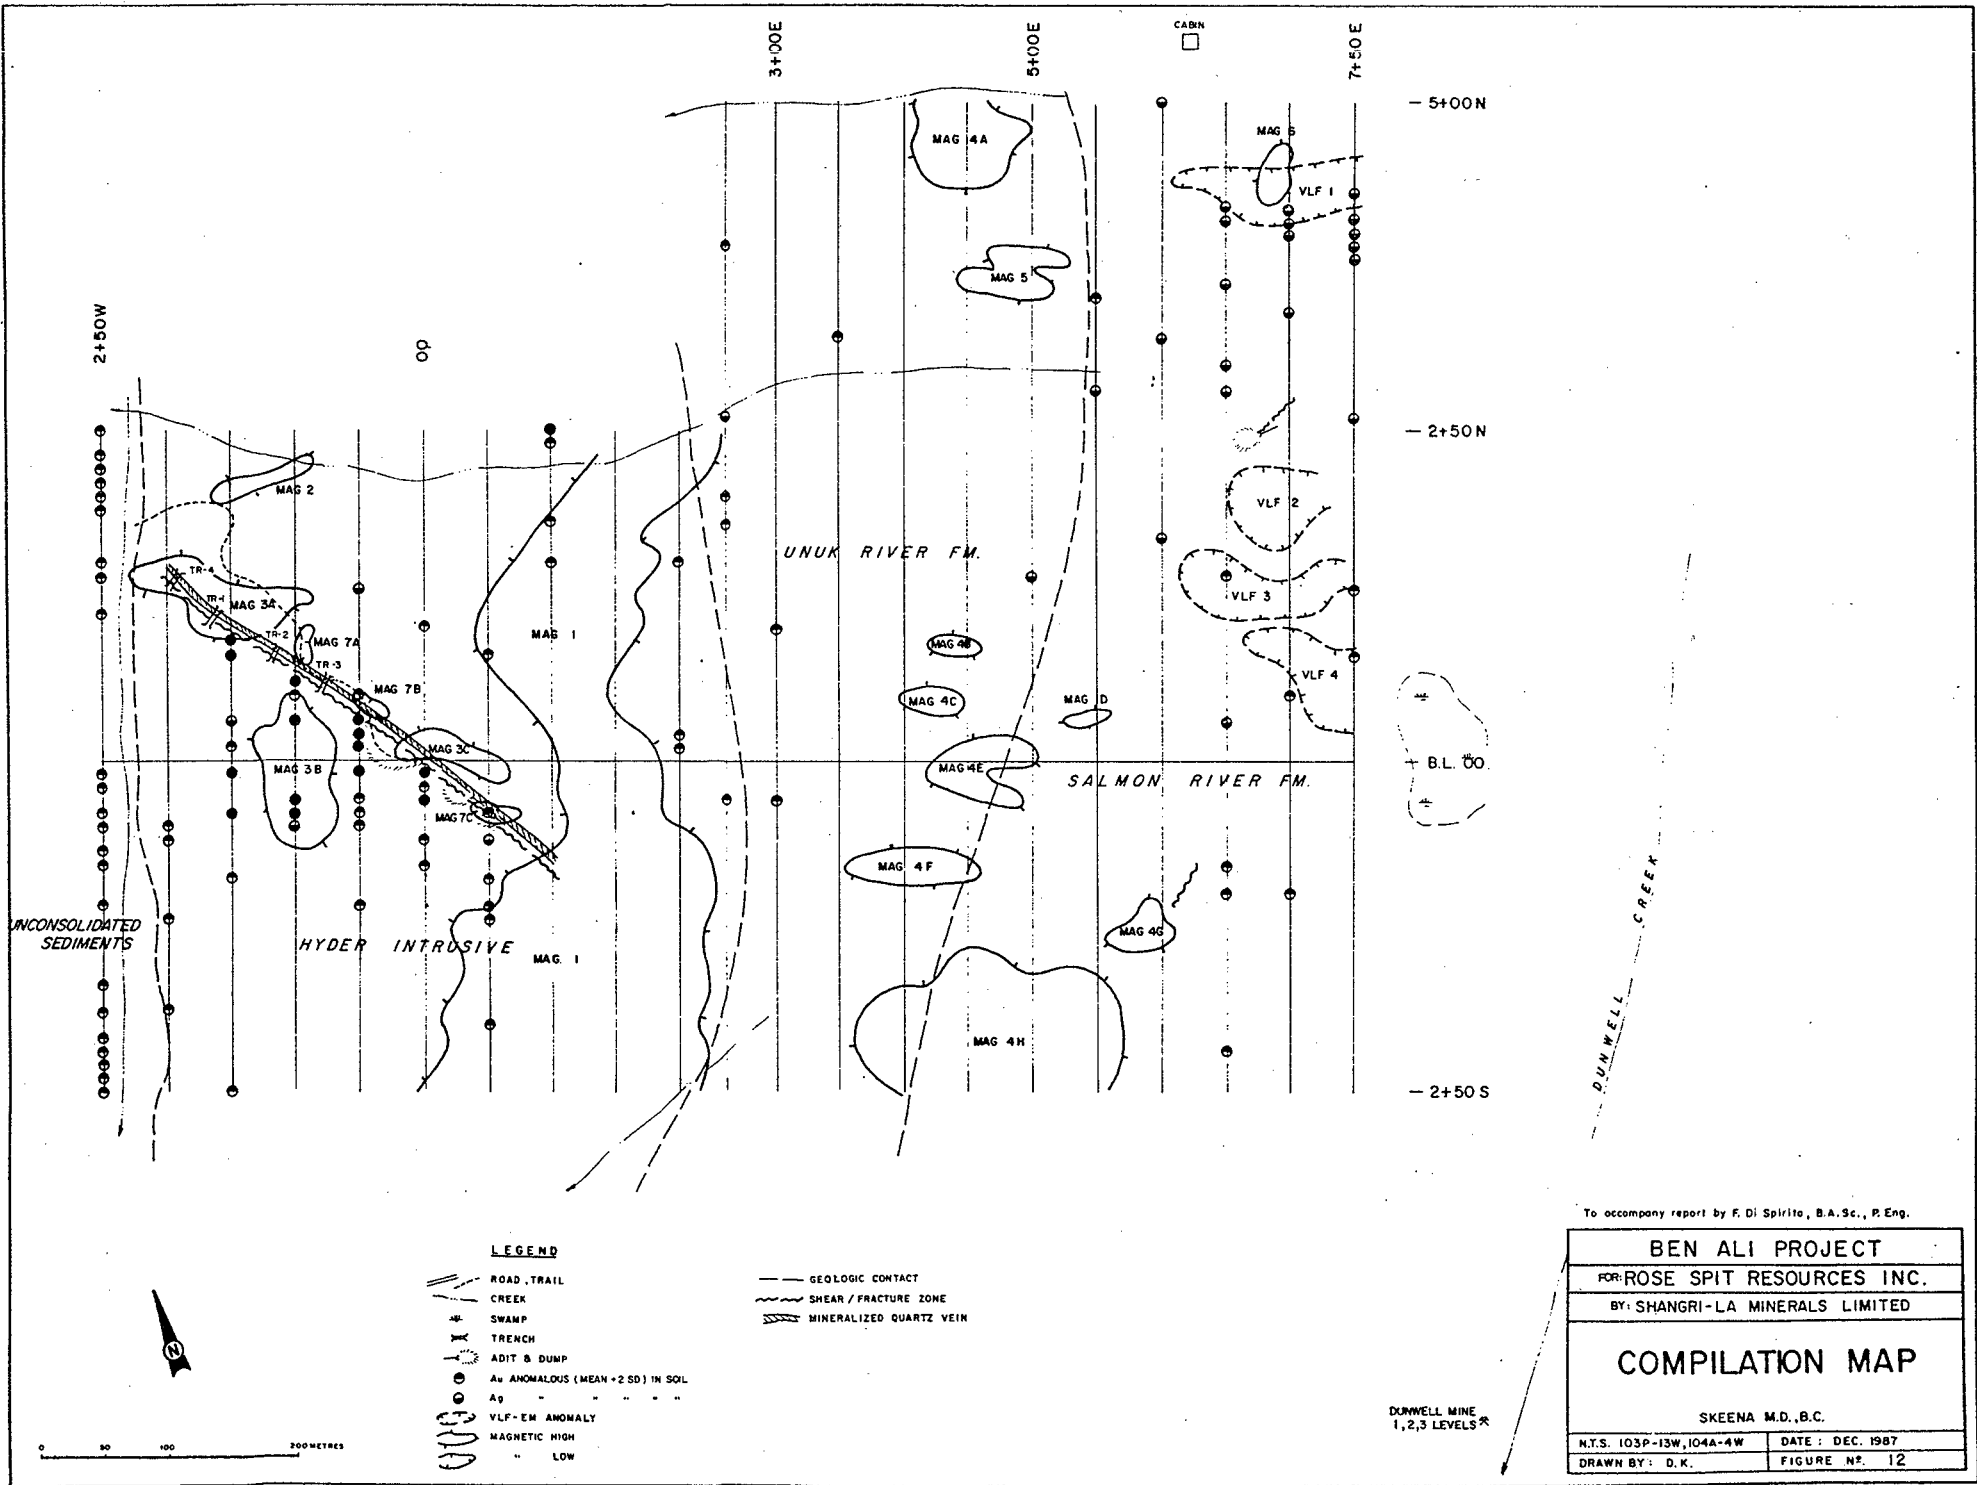 CABIN
3+00E
5+00E
7+50E
— 5+00N
MAG 4A
MAG 6
VLF 1
MAG 5
2+50W
00
— 2+50N
MAG 2
VLF 2
UNUK RIVER FM.
TR-4
TR-1
MAG 3A
VLF 3
TR-2
MAG 7A
MAG 1
MAG 4B
TR-3
VLF 4
MAG 7B
MAG 4C
MAG D
MAG 3C
MAG 3B
MAG 4E
B.L. 00
SALMON RIVER FM.
MAG 7C
MAG 4F
UNCONSOLIDATED
SEDIMENTS
HYDER INTRUSIVE
MAG 4G
MAG. 1
DUNWELL CREEK
MAG 4H
— 2+50S
LEGEND
ROAD, TRAIL
CREEK
SWAMP
TRENCH
ADIT & DUMP
Au ANOMALOUS (MEAN +2 SD) IN SOIL
Ag " " " " "
VLF-EM ANOMALY
MAGNETIC HIGH
" LOW
GEOLOGIC CONTACT
SHEAR / FRACTURE ZONE
MINERALIZED QUARTZ VEIN
N
0 50 100 200 METRES
DUNWELL MINE
1,2,3 LEVELS
To accompany report by F. Di Spirito, B.A.Sc., P. Eng.
BEN ALI PROJECT
FOR: ROSE SPIT RESOURCES INC.
BY: SHANGRI-LA MINERALS LIMITED
COMPILATION MAP
SKEENA M.D., B.C.
N.T.S. 103P-13W, 104A-4W
DATE : DEC. 1987
DRAWN BY : D.K.
FIGURE Nº. 12